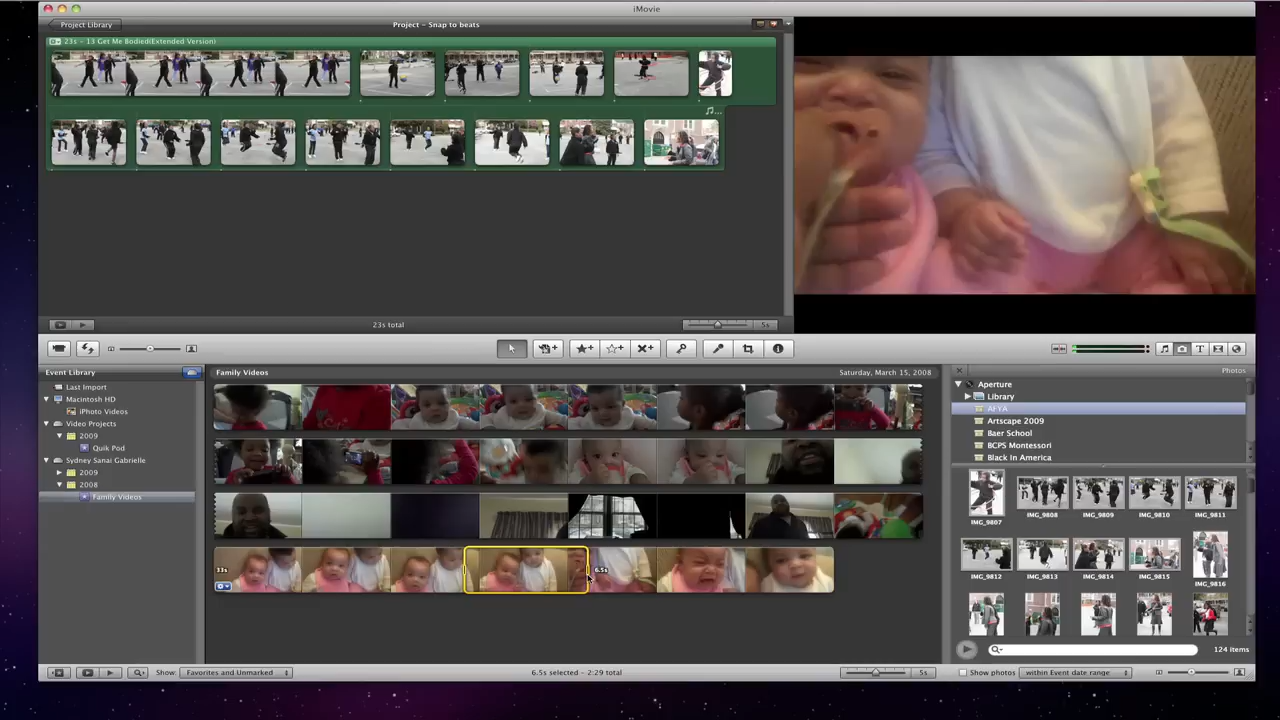 iMovie
Project Library
Project - Snap to beats
23s - 13 Get Me Bodied(Extended Version)
23s total
5s
Event Library
Last Import
Macintosh HD
iPhoto Videos
Video Projects
2009
Quik Pod
Sydney Sanai Gabrielle
2009
2008
Family Videos
Family Videos
Saturday, March 15, 2008
33s
6.5s
Photos
Aperture
Library
AFYA
Artscape 2009
Baer School
BCPS Montessori
Black In America
IMG_9807
IMG_9808
IMG_9809
IMG_9810
IMG_9811
IMG_9812
IMG_9813
IMG_9814
IMG_9815
IMG_9816
124 items
Show: Favorites and Unmarked
6.5s selected - 2:29 total
5s
Show photos
within Event date range